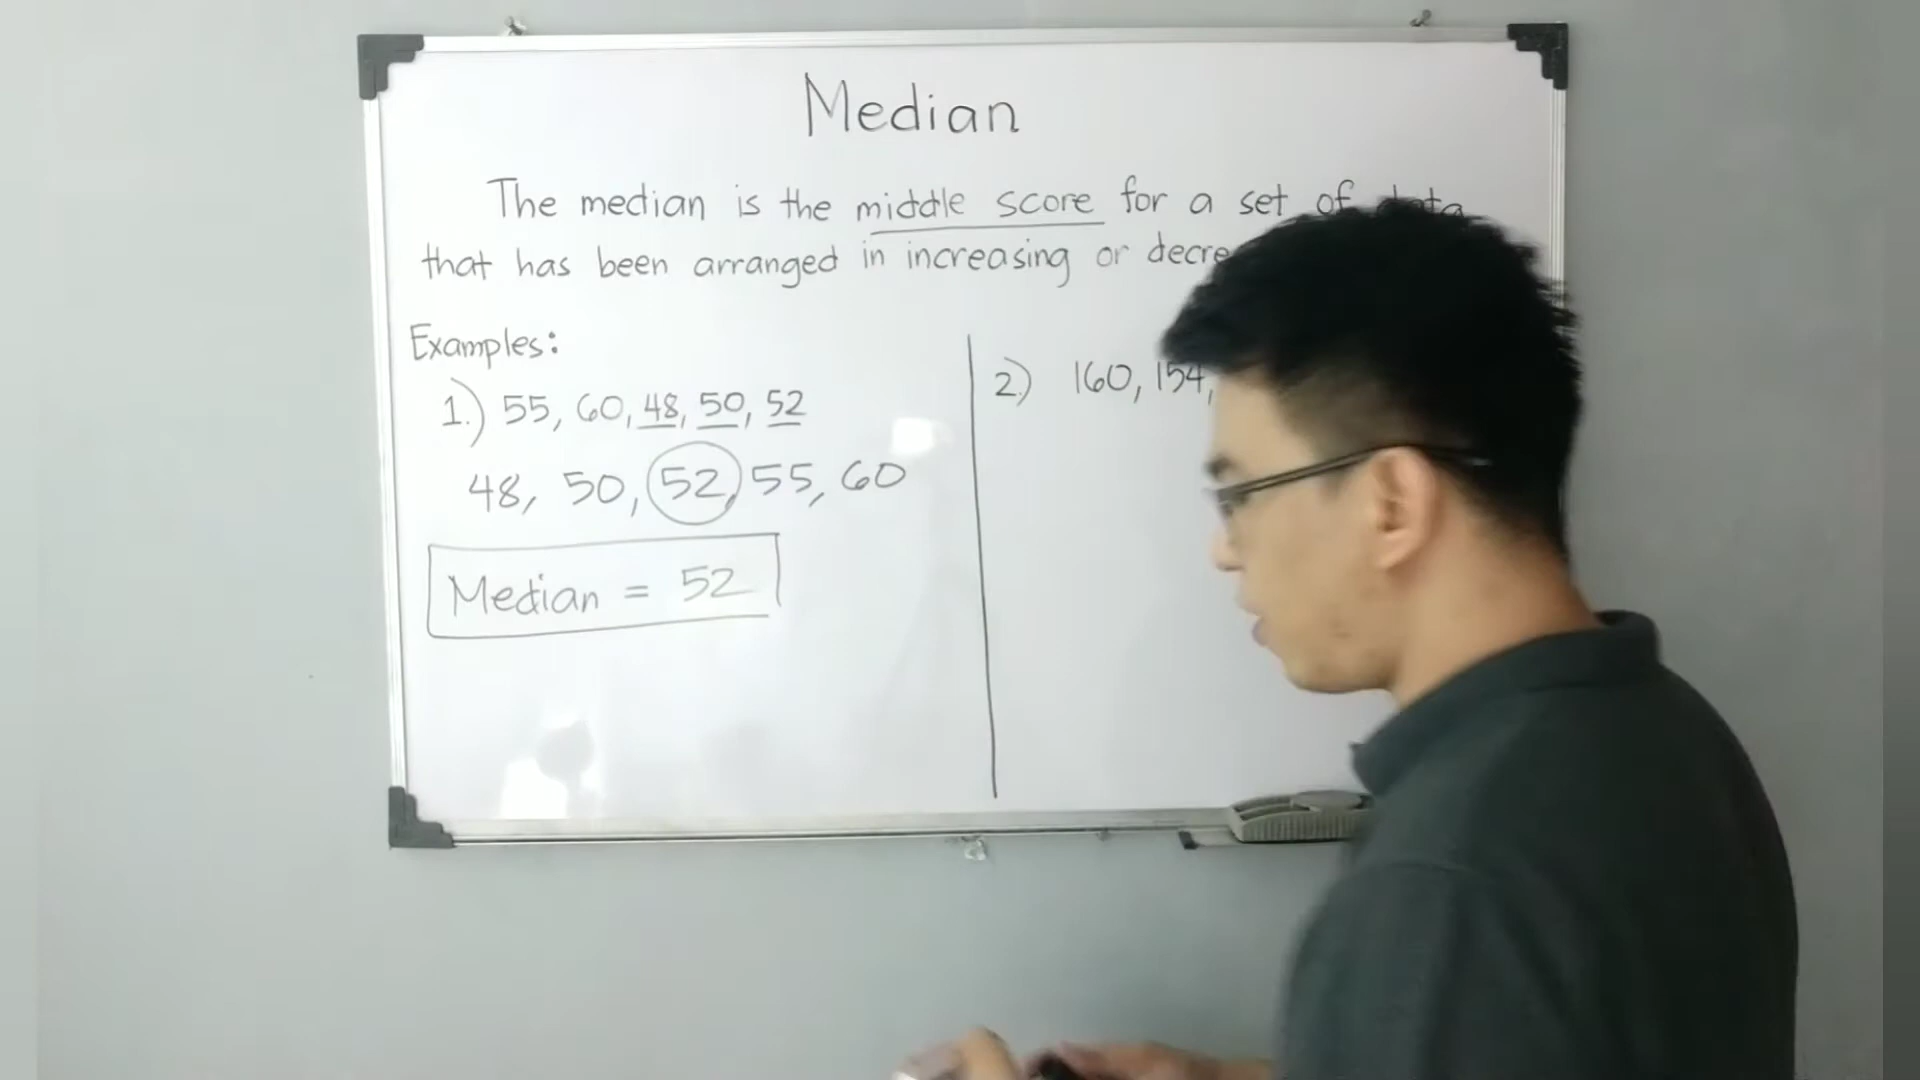 Median
The median is the middle score for a set of data
that has been arranged in increasing or
Examples:
1.) 55, 60, 48, 50, 52
48, 50, 52, 55, 60
Median = 52
2.) 160, 154,